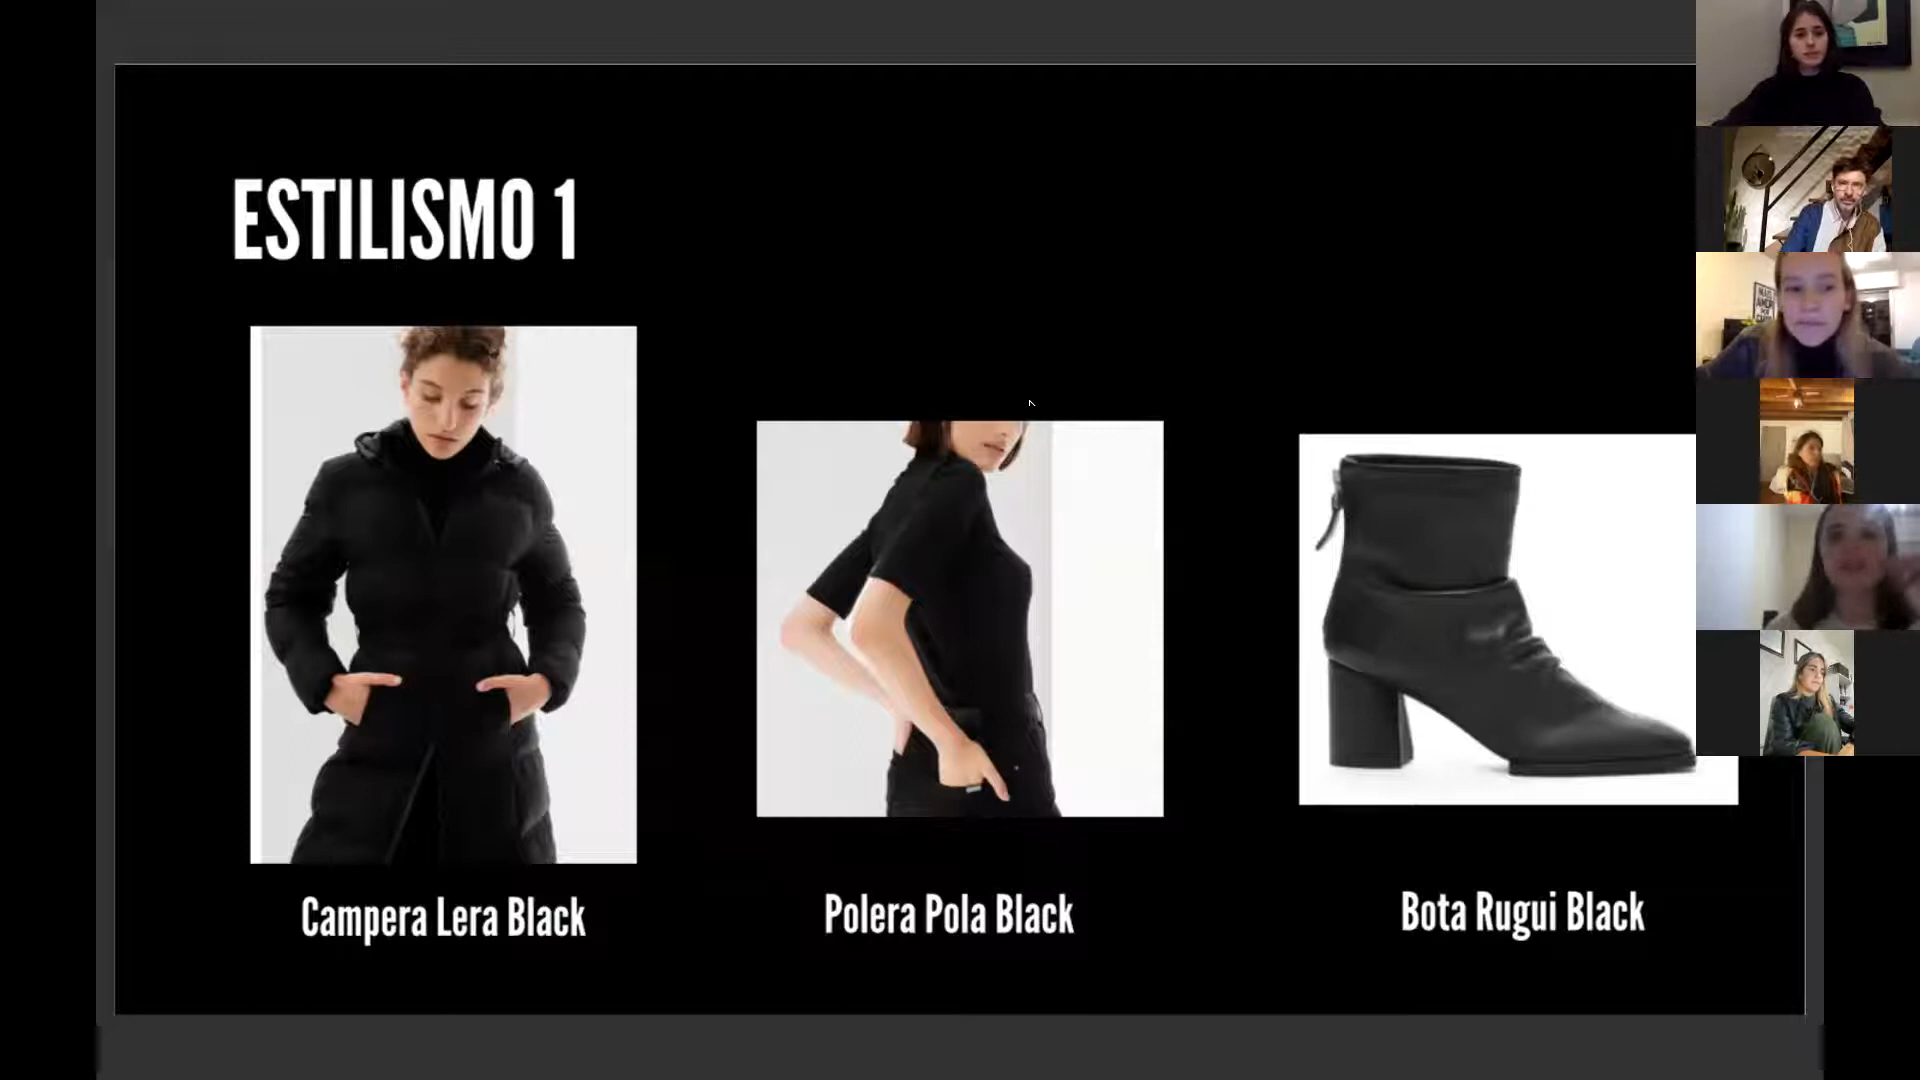 ESTILISMO 1
Campera Lera Black
Polera Pola Black
Bota Rugui Black